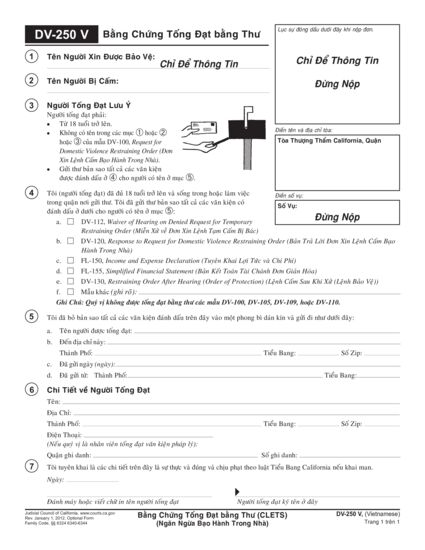 DV-250 V Bằng Chứng Tống Đạt bằng Thư
Lục sự đóng dấu dưới đây khi nộp đơn.
1 Tên Người Xin Được Bảo Vệ: Chỉ Để Thông Tin
Chỉ Để Thông Tin
2 Tên Người Bị Cấm:
Đừng Nộp
3 Người Tống Đạt Lưu Ý
Người tống đạt phải:
• Từ 18 tuổi trở lên.
• Không có tên trong các mục ① hoặc ②
hoặc ③ của mẫu DV-100, Request for
Domestic Violence Restraining Order (Đơn
Xin Lệnh Cấm Bạo Hành Trong Nhà).
• Gửi thư bản sao tất cả các văn kiện
được đánh dấu ở ④ cho người có tên ở mục ⑤.
Điền tên và địa chỉ tòa:
Tòa Thượng Thẩm California, Quận
4 Tôi (người tống đạt) đã đủ 18 tuổi trở lên và sống trong hoặc làm việc
trong quận nơi gửi thư. Tôi đã gửi thư bản sao tất cả các văn kiện có
đánh dấu ở dưới cho người có tên ở mục ⑤:
Điền số vụ:
Số Vụ:
Đừng Nộp
a. DV-112, Waiver of Hearing on Denied Request for Temporary
Restraining Order (Miễn Xử về Đơn Xin Lệnh Tạm Cấm Bị Bác)
b. DV-120, Response to Request for Domestic Violence Restraining Order (Bản Trả Lời Đơn Xin Lệnh Cấm Bạo
Hành Trong Nhà)
c. FL-150, Income and Expense Declaration (Tuyên Khai Lợi Tức và Chi Phí)
d. FL-155, Simplified Financial Statement (Bản Kết Toán Tài Chánh Đơn Giản Hóa)
e. DV-130, Restraining Order After Hearing (Order of Protection) (Lệnh Cấm Sau Khi Xử (Lệnh Bảo Vệ))
f. Mẫu khác (ghi rõ):
Ghi Chú: Quý vị không được tống đạt bằng thư các mẫu DV-100, DV-105, DV-109, hoặc DV-110.
5 Tôi đã bỏ bản sao tất cả các văn kiện đánh dấu trên đây vào một phong bì dán kín và gửi đi như dưới đây:
a. Tên người được tống đạt:
b. Đến địa chỉ này:
Thành Phố: Tiểu Bang: Số Zip:
c. Đã gửi ngày (ngày):
d. Đã gửi từ: Thành Phố: Tiểu Bang:
6 Chi Tiết về Người Tống Đạt
Tên:
Địa Chỉ:
Thành Phố: Tiểu Bang: Số Zip:
Điện Thoại:
(Nếu quý vị là nhân viên tống đạt văn kiện pháp lý):
Quận ghi danh: Số ghi danh:
7 Tôi tuyên khai là các chi tiết trên đây là sự thực và đúng và chịu phạt theo luật Tiểu Bang California nếu khai man.
Ngày:
Đánh máy hoặc viết chữ in tên người tống đạt Người tống đạt ký tên ở đây
Judicial Council of California, www.courts.ca.gov
Rev. January 1, 2012, Optional Form
Family Code, §§ 6324 6340-6344
Bằng Chứng Tống Đạt bằng Thư (CLETS)
(Ngăn Ngừa Bạo Hành Trong Nhà)
DV-250 V, (Vietnamese)
Trang 1 trên 1